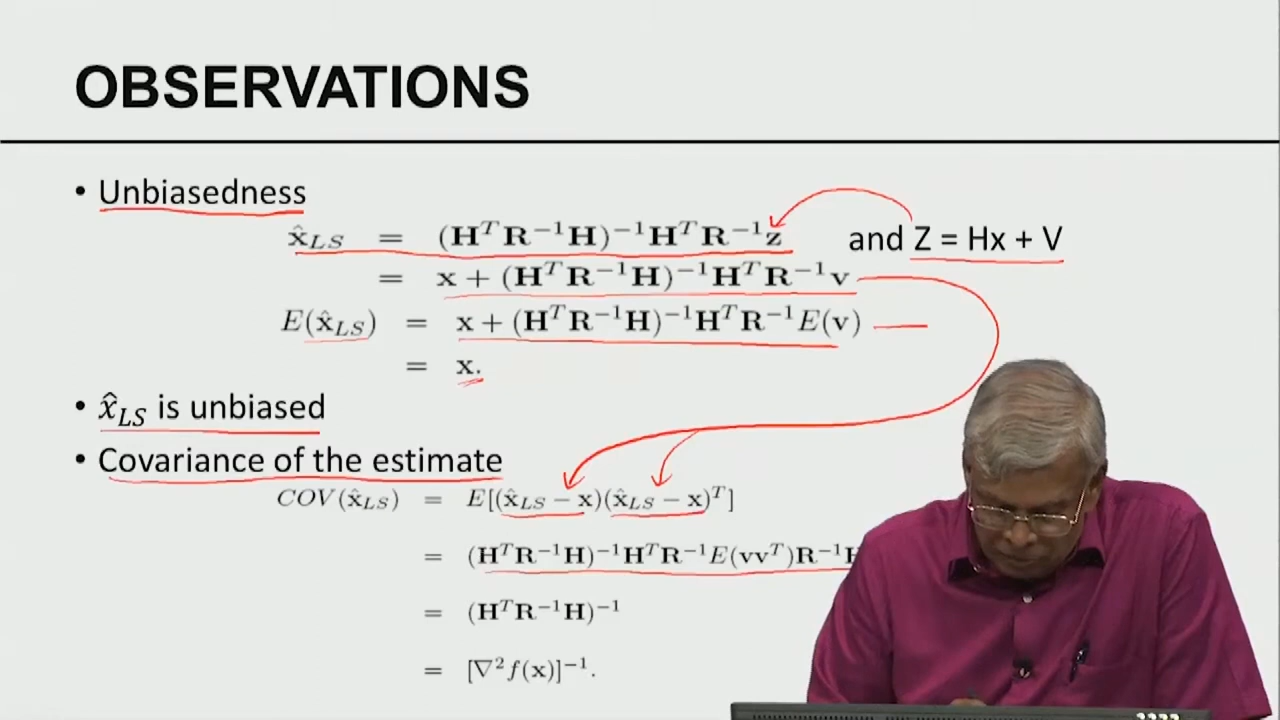 OBSERVATIONS
• Unbiasedness
x̂_LS = (H^T R^−1 H)^−1 H^T R^−1 z and Z = Hx + V
= x + (H^T R^−1 H)^−1 H^T R^−1 v
E(x̂_LS) = x + (H^T R^−1 H)^−1 H^T R^−1 E(v)
= x.
• x̂_LS is unbiased
• Covariance of the estimate
COV(x̂_LS) = E[(x̂_LS − x)(x̂_LS − x)^T]
= (H^T R^−1 H)^−1 H^T R^−1 E(vv^T) R^−1
= (H^T R^−1 H)^−1
= [∇^2 f(x)]^−1.